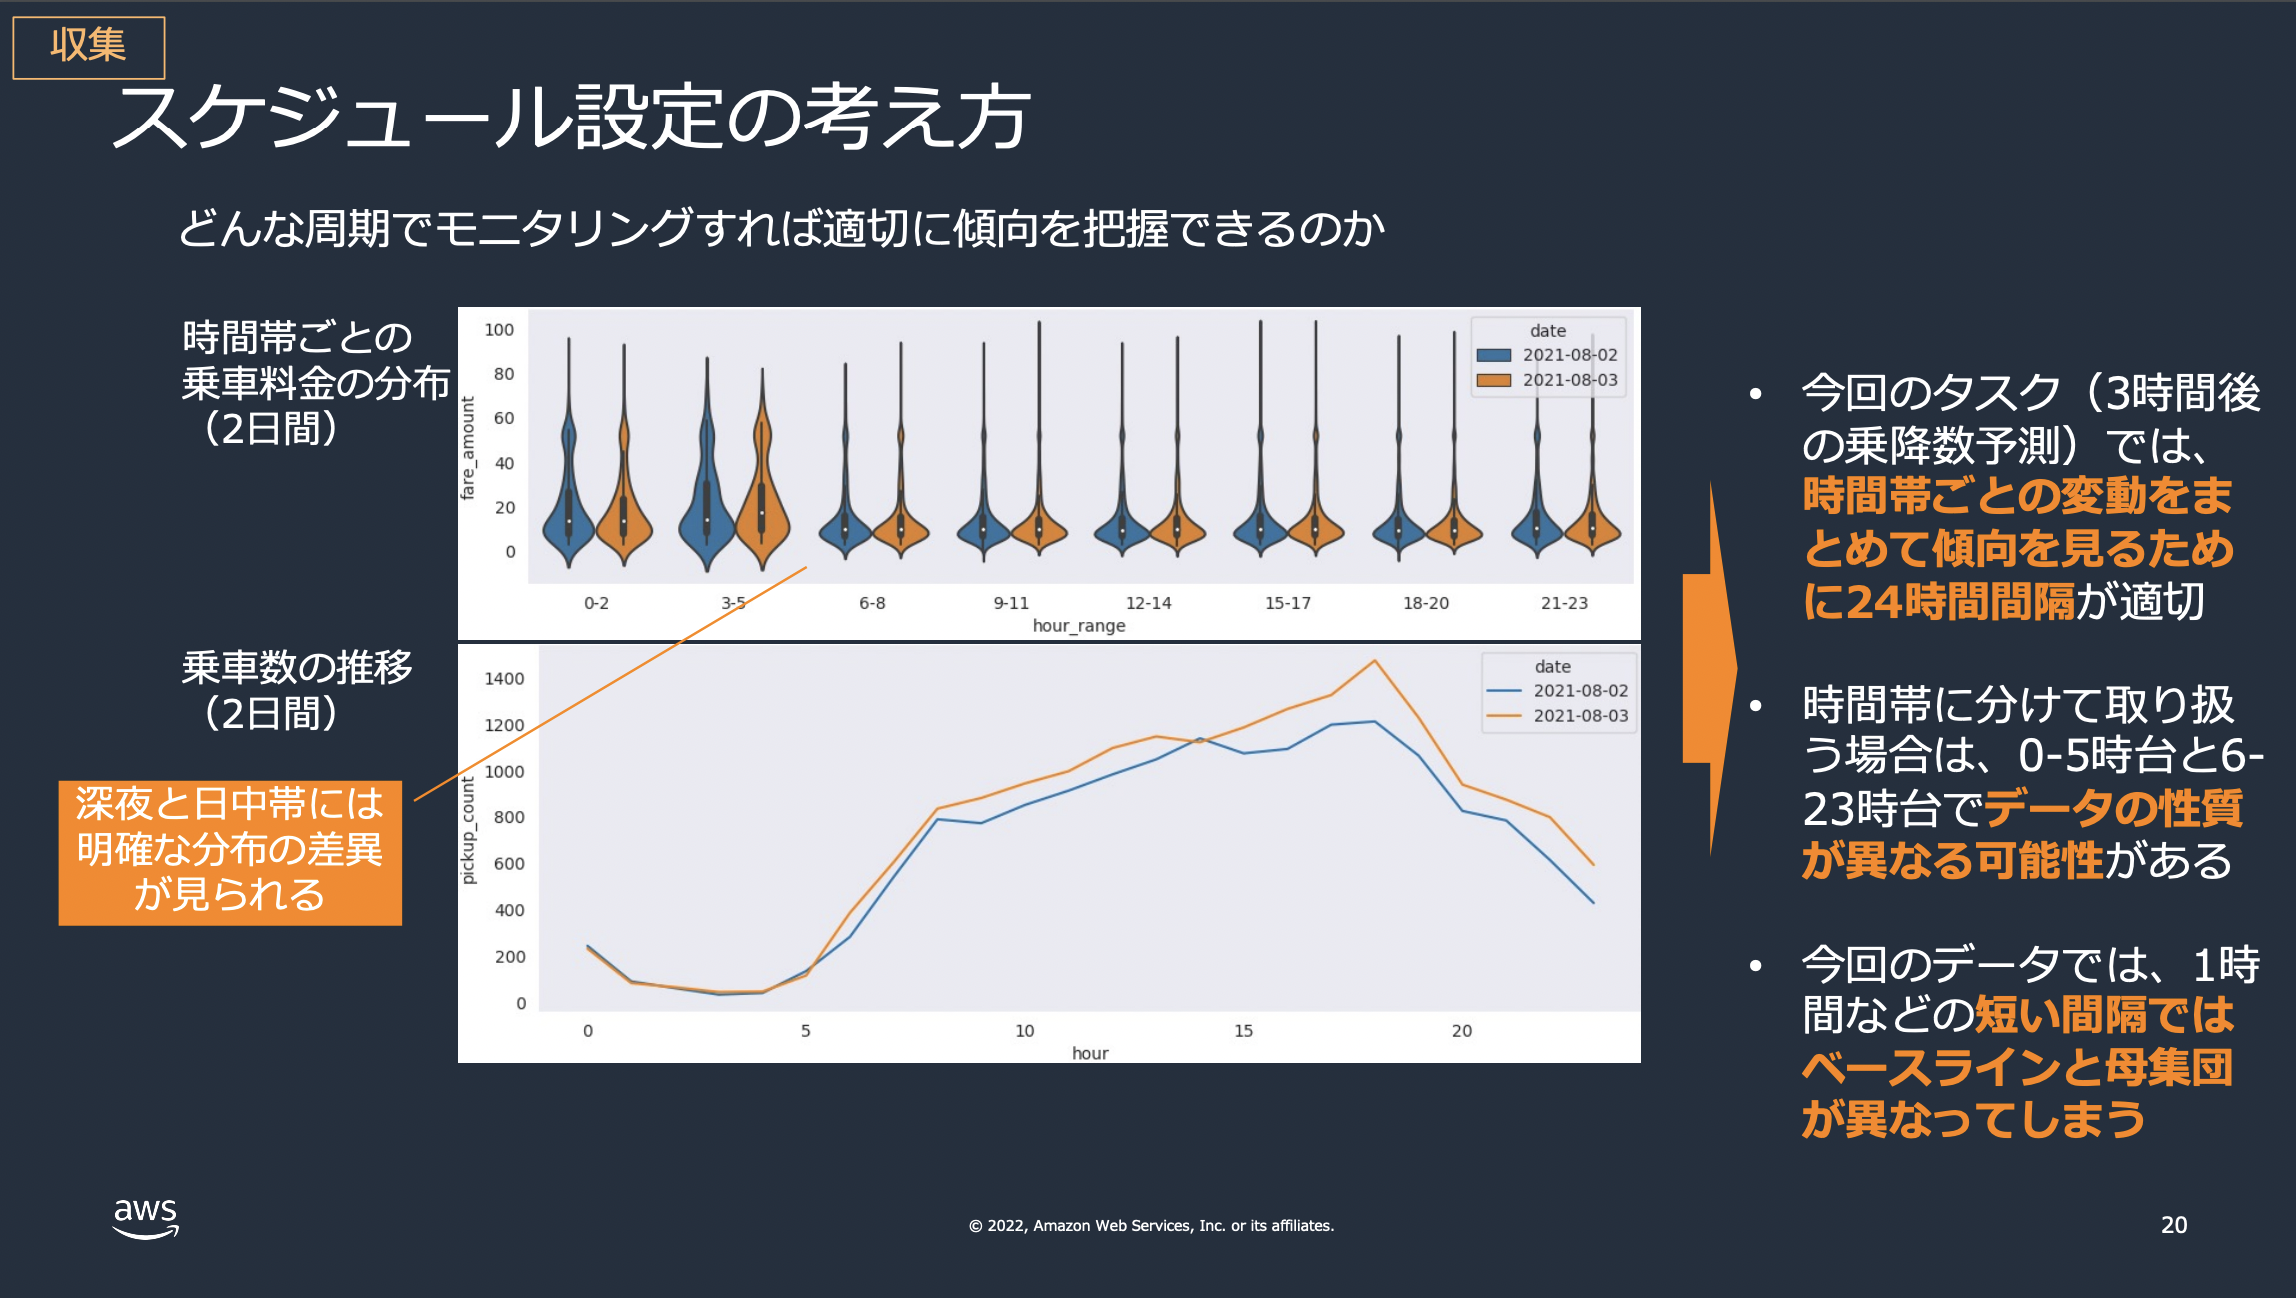 収集
スケジュール設定の考え方
どんな周期でモニタリングすれば適切に傾向を把握できるのか
時間帯ごとの
乗車料金の分布
（2日間）
fare_amount
100
80
60
40
20
0
date
2021-08-02
2021-08-03
0-2 3-5 6-8 9-11 12-14 15-17 18-20 21-23
hour_range
乗車数の推移
（2日間）
深夜と日中帯には
明確な分布の差異
が見られる
pickup_count
1400
1200
1000
800
600
400
200
0
date
2021-08-02
2021-08-03
0 5 10 15 20
hour
• 今回のタスク（3時間後
の乗降数予測）では、
時間帯ごとの変動をま
とめて傾向を見るため
に24時間間隔が適切
• 時間帯に分けて取り扱
う場合は、0-5時台と6-
23時台でデータの性質
が異なる可能性がある
• 今回のデータでは、1時
間などの短い間隔では
ベースラインと母集団
が異なってしまう
aws
© 2022, Amazon Web Services, Inc. or its affiliates.
20